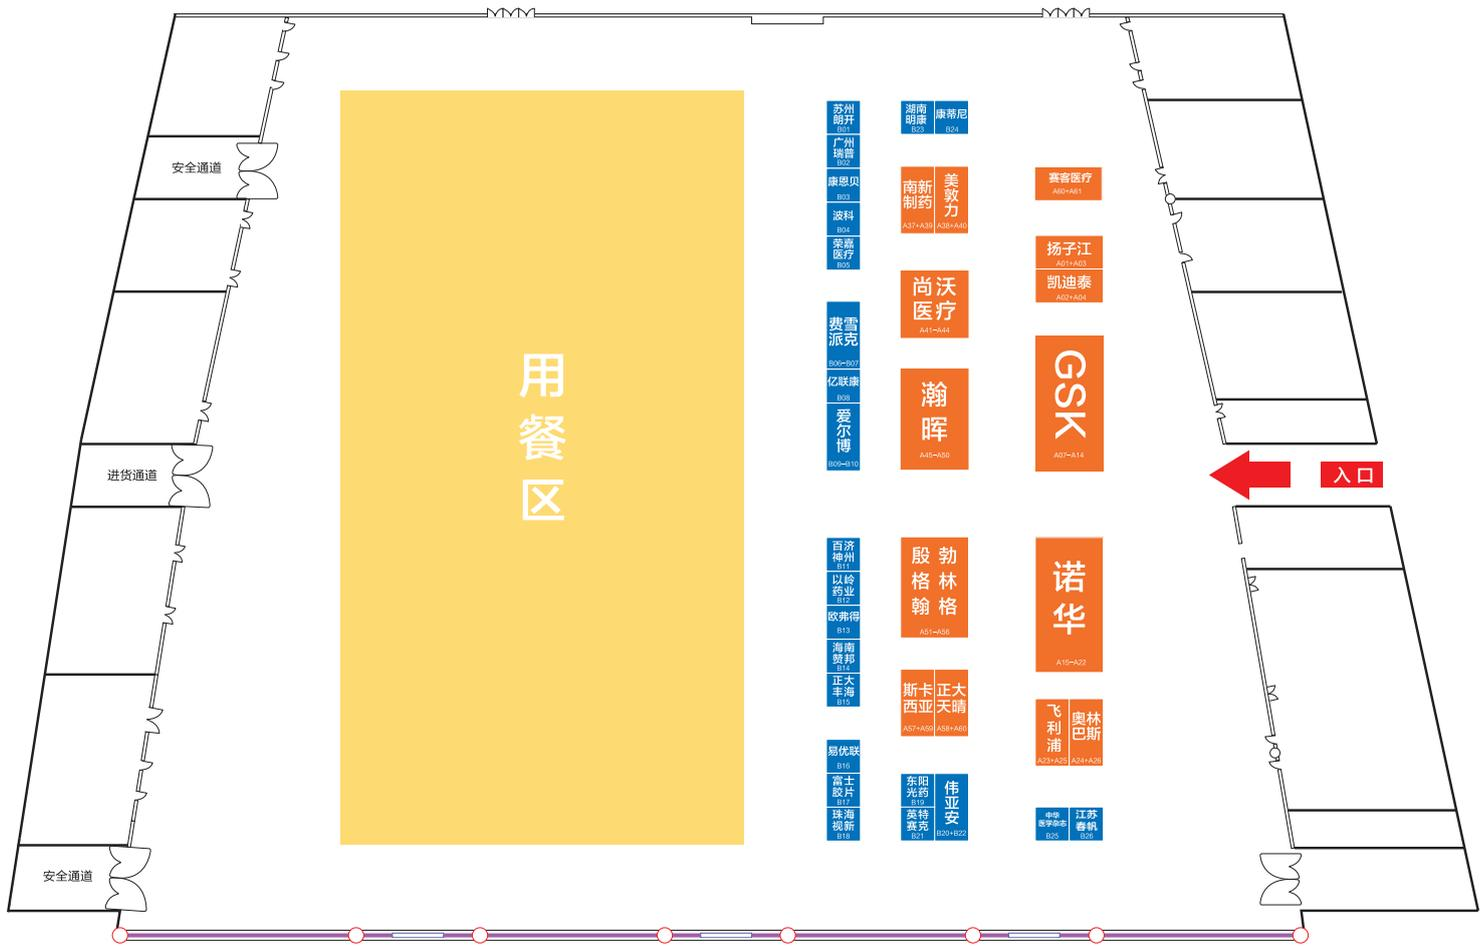 苏州
朗开
B01
广州
瑞普
B02
康恩贝
B03
波科
B04
荣嘉
医疗
B05
湖南
明康
B23
康蒂尼
B24
南新
制药
A37+A39
美
敦
力
A38+A40
赛客医疗
A60+A61
扬子江
A01+A03
凯迪泰
A02+A04
尚沃
医疗
A41-A44
费雪
派克
B06-B07
亿联康
B08
爱
尔
博
B09-B10
瀚
晖
A45-A50
GSK
A07-A14
安全通道
进货通道
安全通道
用
餐
区
入口
百济
神州
B11
以岭
药业
B12
欧弗得
B13
海南
赞邦
B14
正大
丰海
B15
殷 勃
格 林
翰 格
A51-A56
诺
华
A15-A22
斯卡
西亚
A57+A59
正大
天晴
A58+A60
飞
利
浦
A23+A25
奥林
巴斯
A24+A26
易优联
B16
富士
胶片
B17
珠海
视新
B18
东阳
光药
B19
英特
赛克
B21
伟
亚
安
B20+B22
中华
医学杂志
B25
江苏
春帆
B26